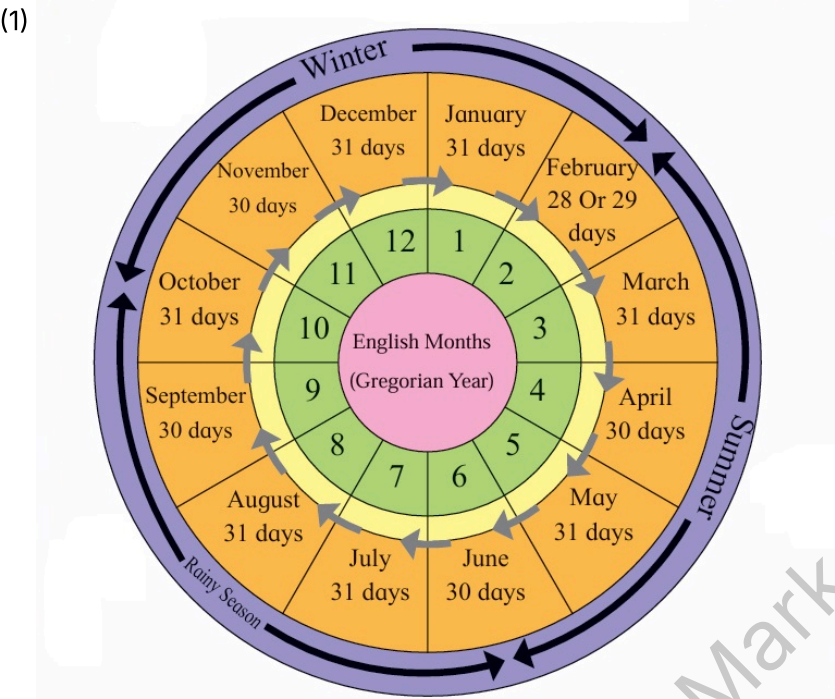 (1)
Winter
December
31 days
January
31 days
November
30 days
February
28 Or 29
days
October
31 days
March
31 days
September
30 days
April
30 days
August
31 days
May
31 days
July
31 days
June
30 days
12
1
11
2
10
3
9
4
8
5
7
6
English Months
(Gregorian Year)
Summer
Rainy Season
Mark